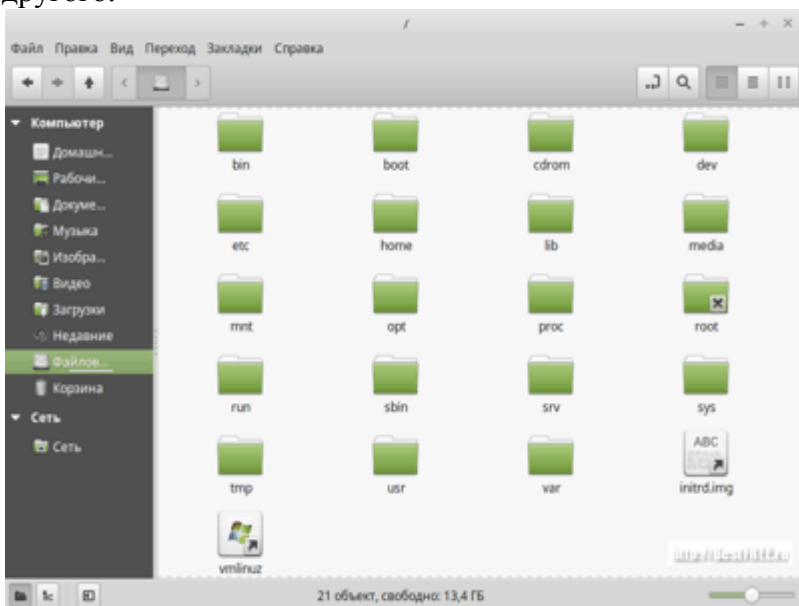 другого.
/
Файл Правка Вид Переход Закладки Справка
Компьютер
Домашн...
Рабочи...
Докуме...
Музыка
Изобра...
Видео
Загрузки
Недавние
Файлов...
Корзина
Сеть
Сеть
bin boot cdrom dev
etc home lib media
mnt opt proc root
run sbin srv sys
ABC
tmp usr var initrd.img
vmlinuz
21 объект, свободно: 13,4 ГБ